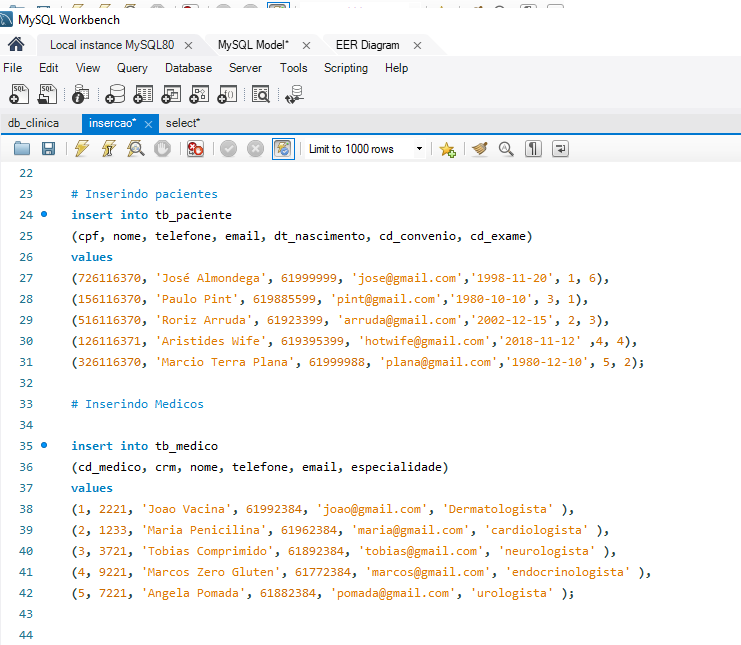 MySQL Workbench
Local instance MySQL80 × MySQL Model* × EER Diagram ×
File Edit View Query Database Server Tools Scripting Help
db_clinica insercao* × select*
Limit to 1000 rows
22
23 # Inserindo pacientes
24 insert into tb_paciente
25 (cpf, nome, telefone, email, dt_nascimento, cd_convenio, cd_exame)
26 values
27 (726116370, 'José Almondega', 61999999, 'jose@gmail.com','1998-11-20', 1, 6),
28 (156116370, 'Paulo Pint', 619885599, 'pint@gmail.com','1980-10-10', 3, 1),
29 (516116370, 'Roriz Arruda', 61923399, 'arruda@gmail.com','2002-12-15', 2, 3),
30 (126116371, 'Aristides Wife', 619395399, 'hotwife@gmail.com','2018-11-12' ,4, 4),
31 (326116370, 'Marcio Terra Plana', 61999988, 'plana@gmail.com','1980-12-10', 5, 2);
32
33 # Inserindo Medicos
34
35 insert into tb_medico
36 (cd_medico, crm, nome, telefone, email, especialidade)
37 values
38 (1, 2221, 'Joao Vacina', 61992384, 'joao@gmail.com', 'Dermatologista' ),
39 (2, 1233, 'Maria Penicilina', 61962384, 'maria@gmail.com', 'cardiologista' ),
40 (3, 3721, 'Tobias Comprimido', 61892384, 'tobias@gmail.com', 'neurologista' ),
41 (4, 9221, 'Marcos Zero Gluten', 61772384, 'marcos@gmail.com', 'endocrinologista' ),
42 (5, 7221, 'Angela Pomada', 61882384, 'pomada@gmail.com', 'urologista' );
43
44